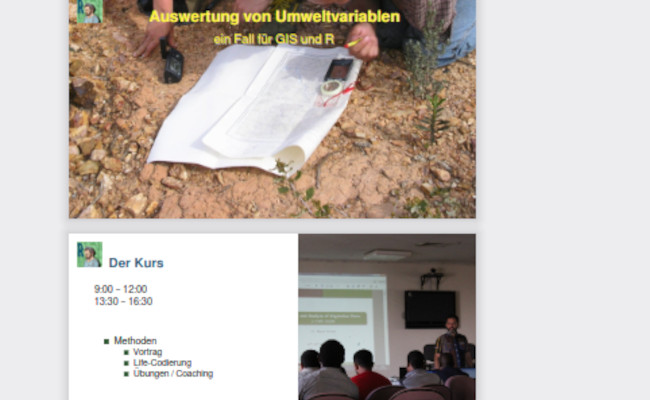 Auswertung von Umweltvariablen
ein Fall für GIS und R
Der Kurs
9:00 – 12:00
13:30 – 16:30
Methoden
Vortrag
Life-Codierung
Übungen / Coaching